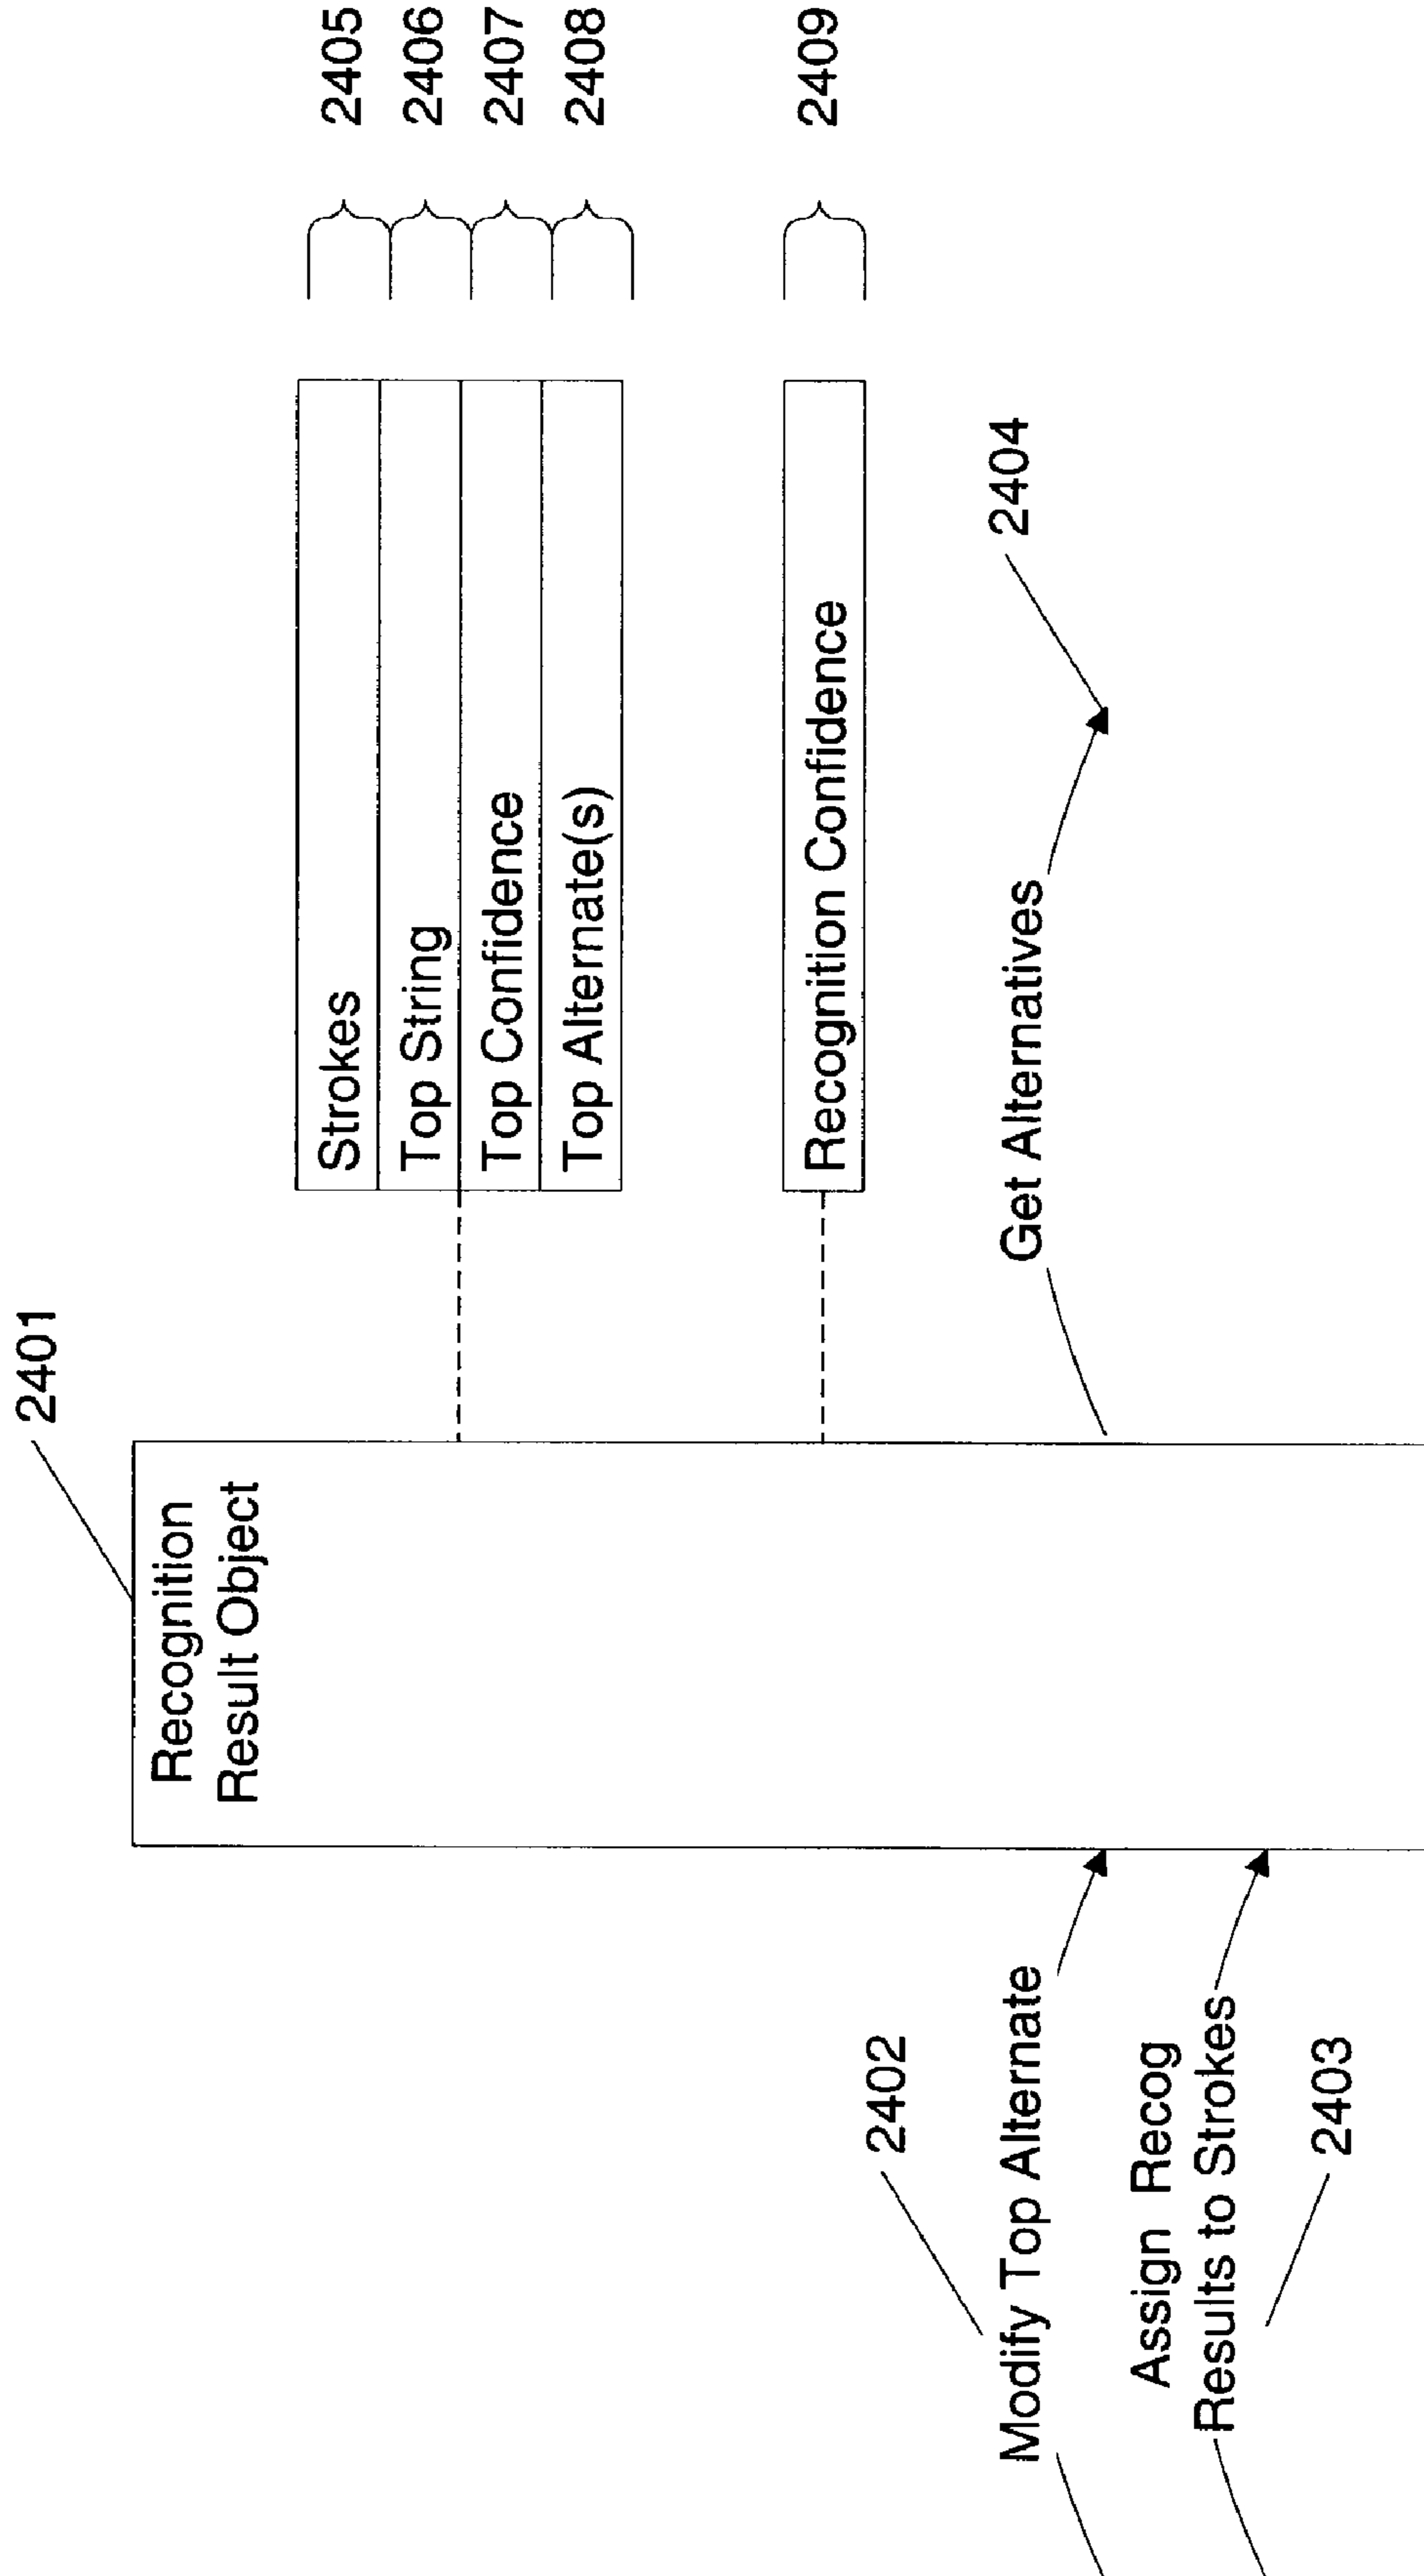 2401
Recognition
Result Object
Strokes
2405
Top String
2406
Top Confidence
2407
Top Alternate(s)
2408
Recognition Confidence
2409
2402
Modify Top Alternate
Assign Recog
Results to Strokes
2403
Get Alternatives
2404